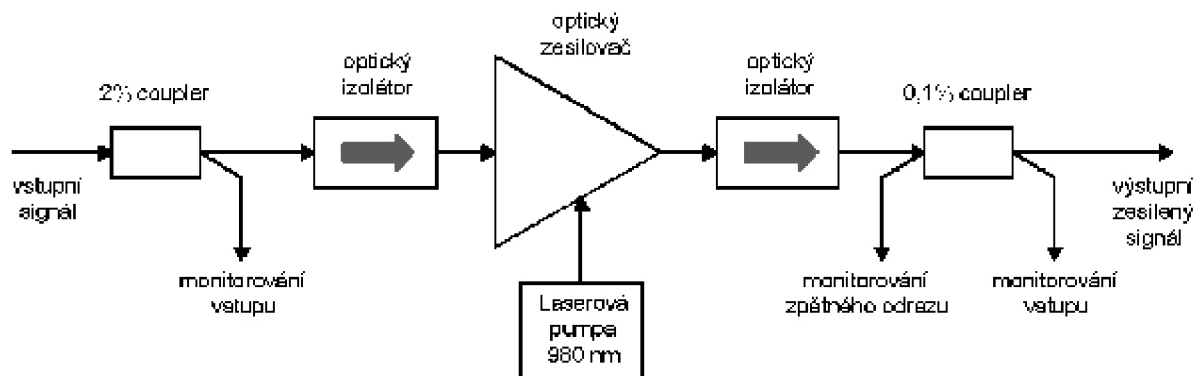 2% coupler
optický
izolátor
optický
zesilovač
optický
izolátor
0,1% coupler
vstupní
signál
monitorování
vstupu
Laserová
pumpa
980 nm
monitorování
zpětného odrazu
monitorování
vstupu
výstupní
zesílený
signál